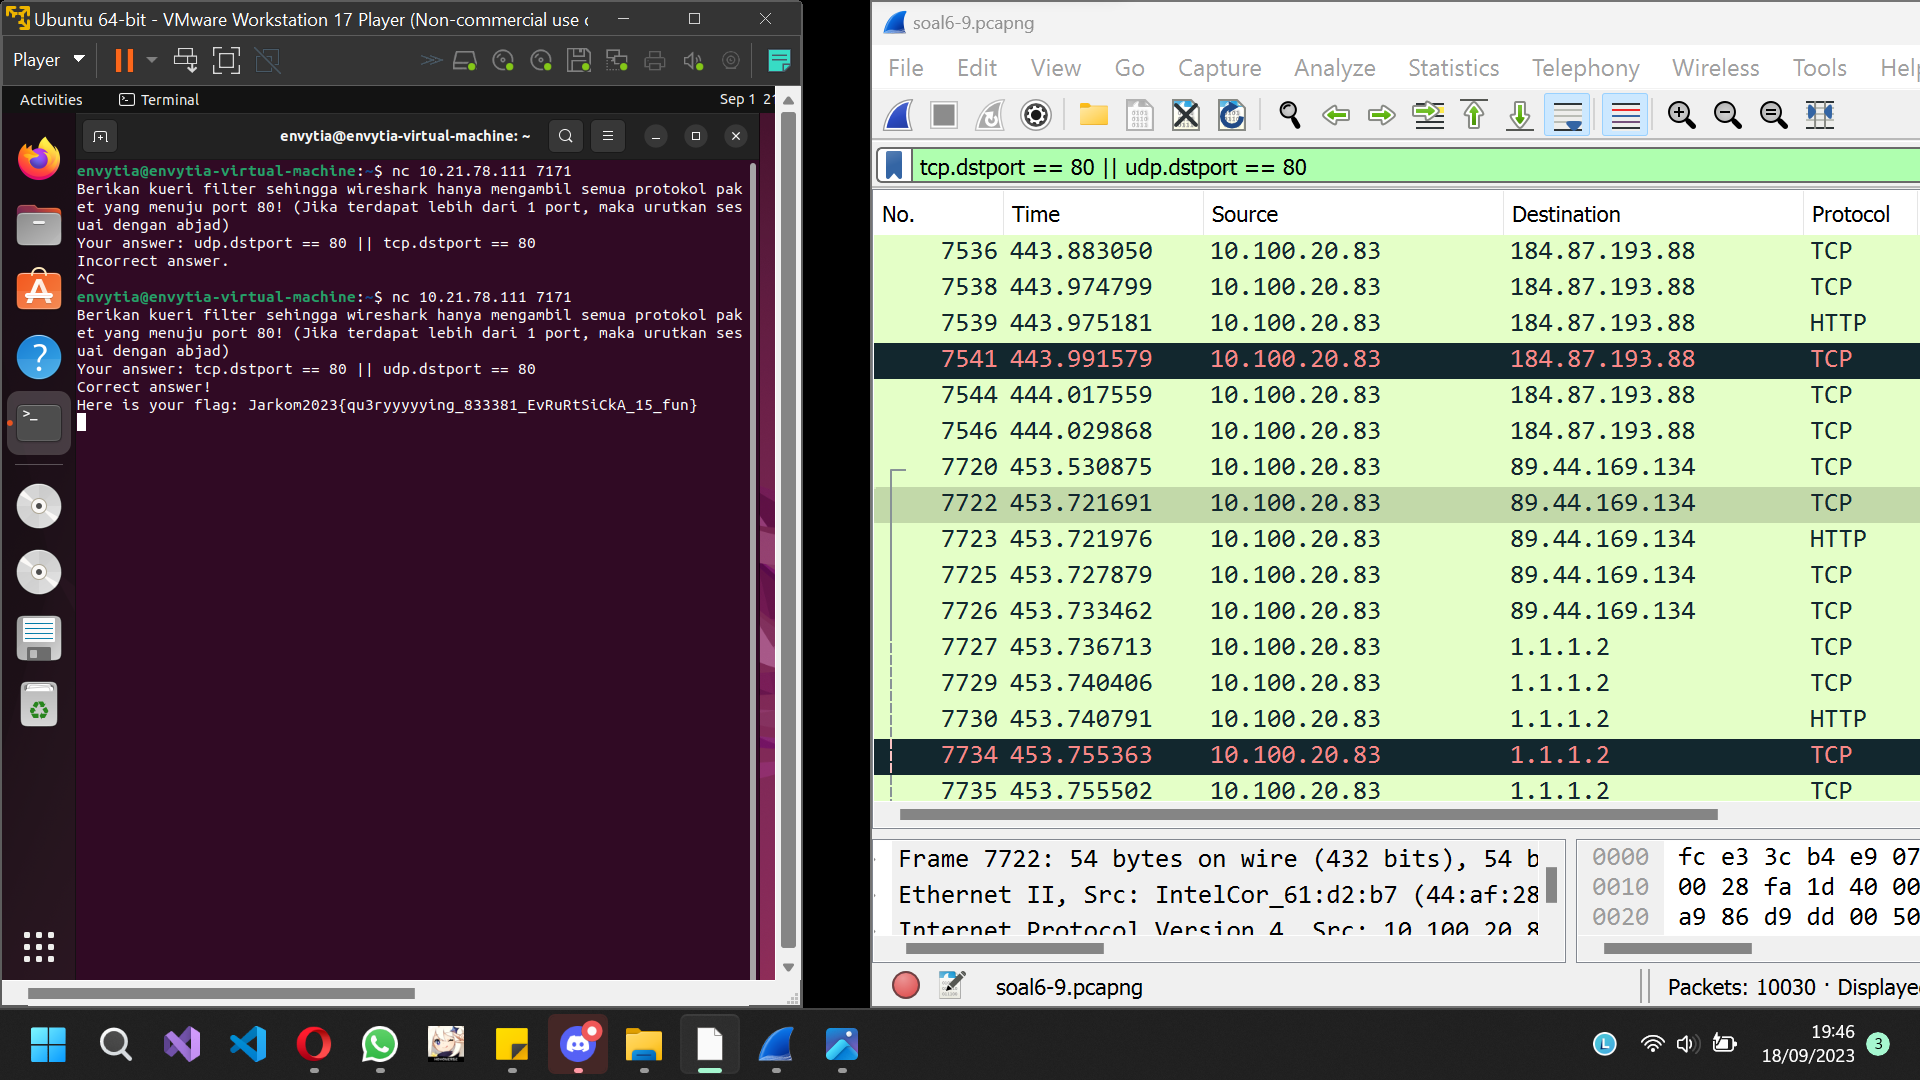 Ubuntu 64-bit - VMware Workstation 17 Player (Non-commercial use
Player
Activities
Terminal
Sep 1 21
envytia@envytia-virtual-machine: ~
envytia@envytia-virtual-machine:~$ nc 10.21.78.111 7171
Berikan kueri filter sehingga wireshark hanya mengambil semua protokol pak
et yang menuju port 80! (Jika terdapat lebih dari 1 port, maka urutkan ses
uai dengan abjad)
Your answer: udp.dstport == 80 || tcp.dstport == 80
Incorrect answer.
^C
envytia@envytia-virtual-machine:~$ nc 10.21.78.111 7171
Berikan kueri filter sehingga wireshark hanya mengambil semua protokol pak
et yang menuju port 80! (Jika terdapat lebih dari 1 port, maka urutkan ses
uai dengan abjad)
Your answer: tcp.dstport == 80 || udp.dstport == 80
Correct answer!
Here is your flag: Jarkom2023{qu3ryyyyying_833381_EvRuRtSiCkA_15_fun}
soal6-9.pcapng
File Edit View Go Capture Analyze Statistics Telephony Wireless Tools Help
tcp.dstport == 80 || udp.dstport == 80
No. Time Source Destination Protocol
7536 443.883050 10.100.20.83 184.87.193.88 TCP
7538 443.974799 10.100.20.83 184.87.193.88 TCP
7539 443.975181 10.100.20.83 184.87.193.88 HTTP
7541 443.991579 10.100.20.83 184.87.193.88 TCP
7544 444.017559 10.100.20.83 184.87.193.88 TCP
7546 444.029868 10.100.20.83 184.87.193.88 TCP
7720 453.530875 10.100.20.83 89.44.169.134 TCP
7722 453.721691 10.100.20.83 89.44.169.134 TCP
7723 453.721976 10.100.20.83 89.44.169.134 HTTP
7725 453.727879 10.100.20.83 89.44.169.134 TCP
7726 453.733462 10.100.20.83 89.44.169.134 TCP
7727 453.736713 10.100.20.83 1.1.1.2 TCP
7729 453.740406 10.100.20.83 1.1.1.2 TCP
7730 453.740791 10.100.20.83 1.1.1.2 HTTP
7734 453.755363 10.100.20.83 1.1.1.2 TCP
7735 453.755502 10.100.20.83 1.1.1.2 TCP
Frame 7722: 54 bytes on wire (432 bits), 54 b
Ethernet II, Src: IntelCor_61:d2:b7 (44:af:28
Internet Protocol Version 4, Src: 10.100.20.8
0000 fc e3 3c b4 e9 07
0010 00 28 fa 1d 40 00
0020 a9 86 d9 dd 00 50
soal6-9.pcapng
Packets: 10030 · Displayed
19:46
18/09/2023
3